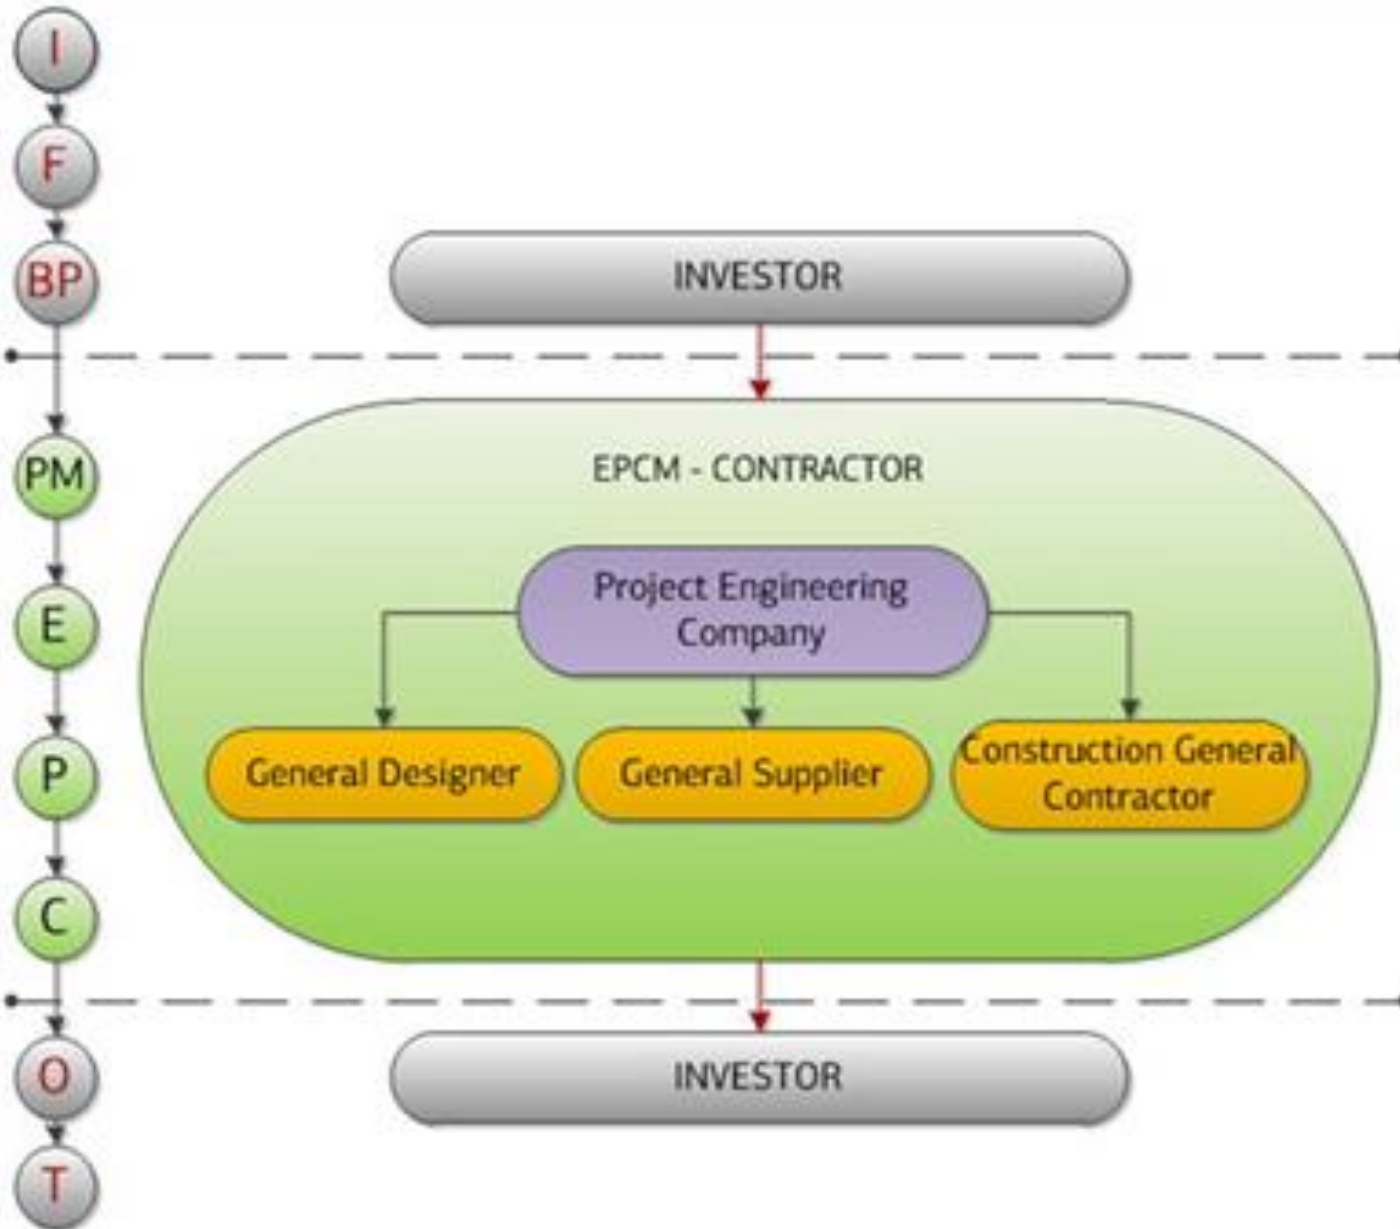 I
F
BP
INVESTOR
PM
EPCM - CONTRACTOR
E
Project Engineering
Company
P
General Designer
General Supplier
Construction General
Contractor
C
O
INVESTOR
T